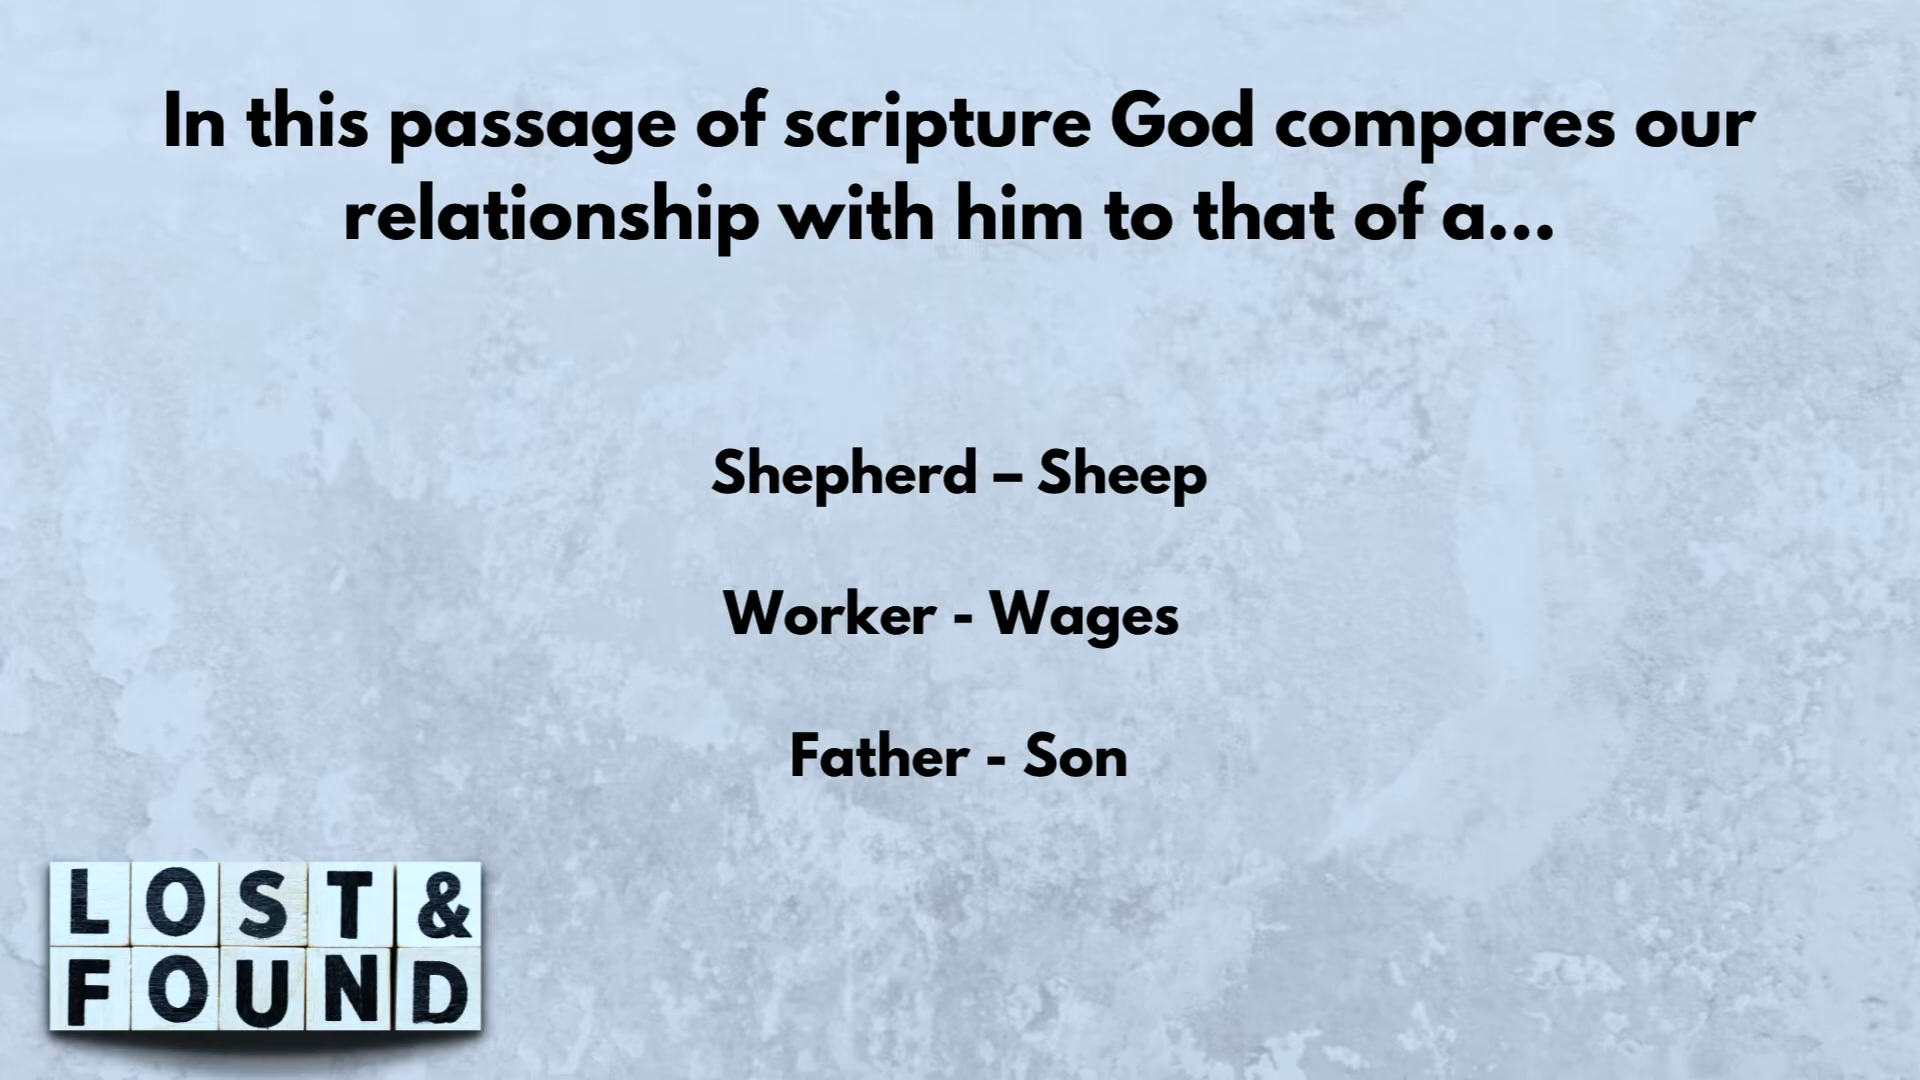 In this passage of scripture God compares our
relationship with him to that of a...
Shepherd – Sheep
Worker - Wages
Father - Son
LOST &
FOUND